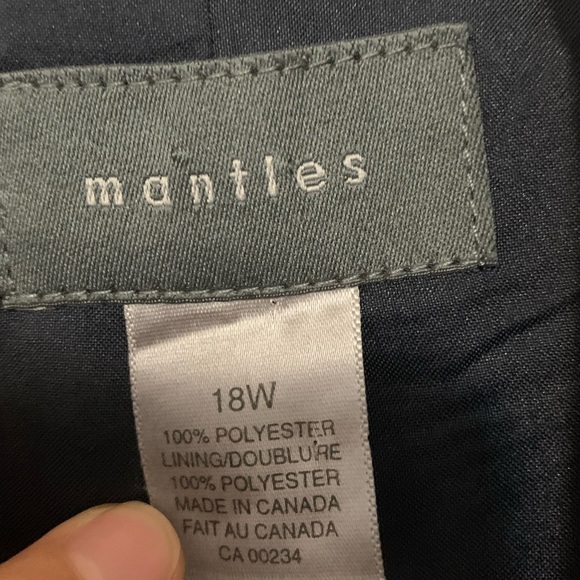 mantles
18W
100% POLYESTER
LINING/DOUBLURE
100% POLYESTER
MADE IN CANADA
FAIT AU CANADA
CA 00234